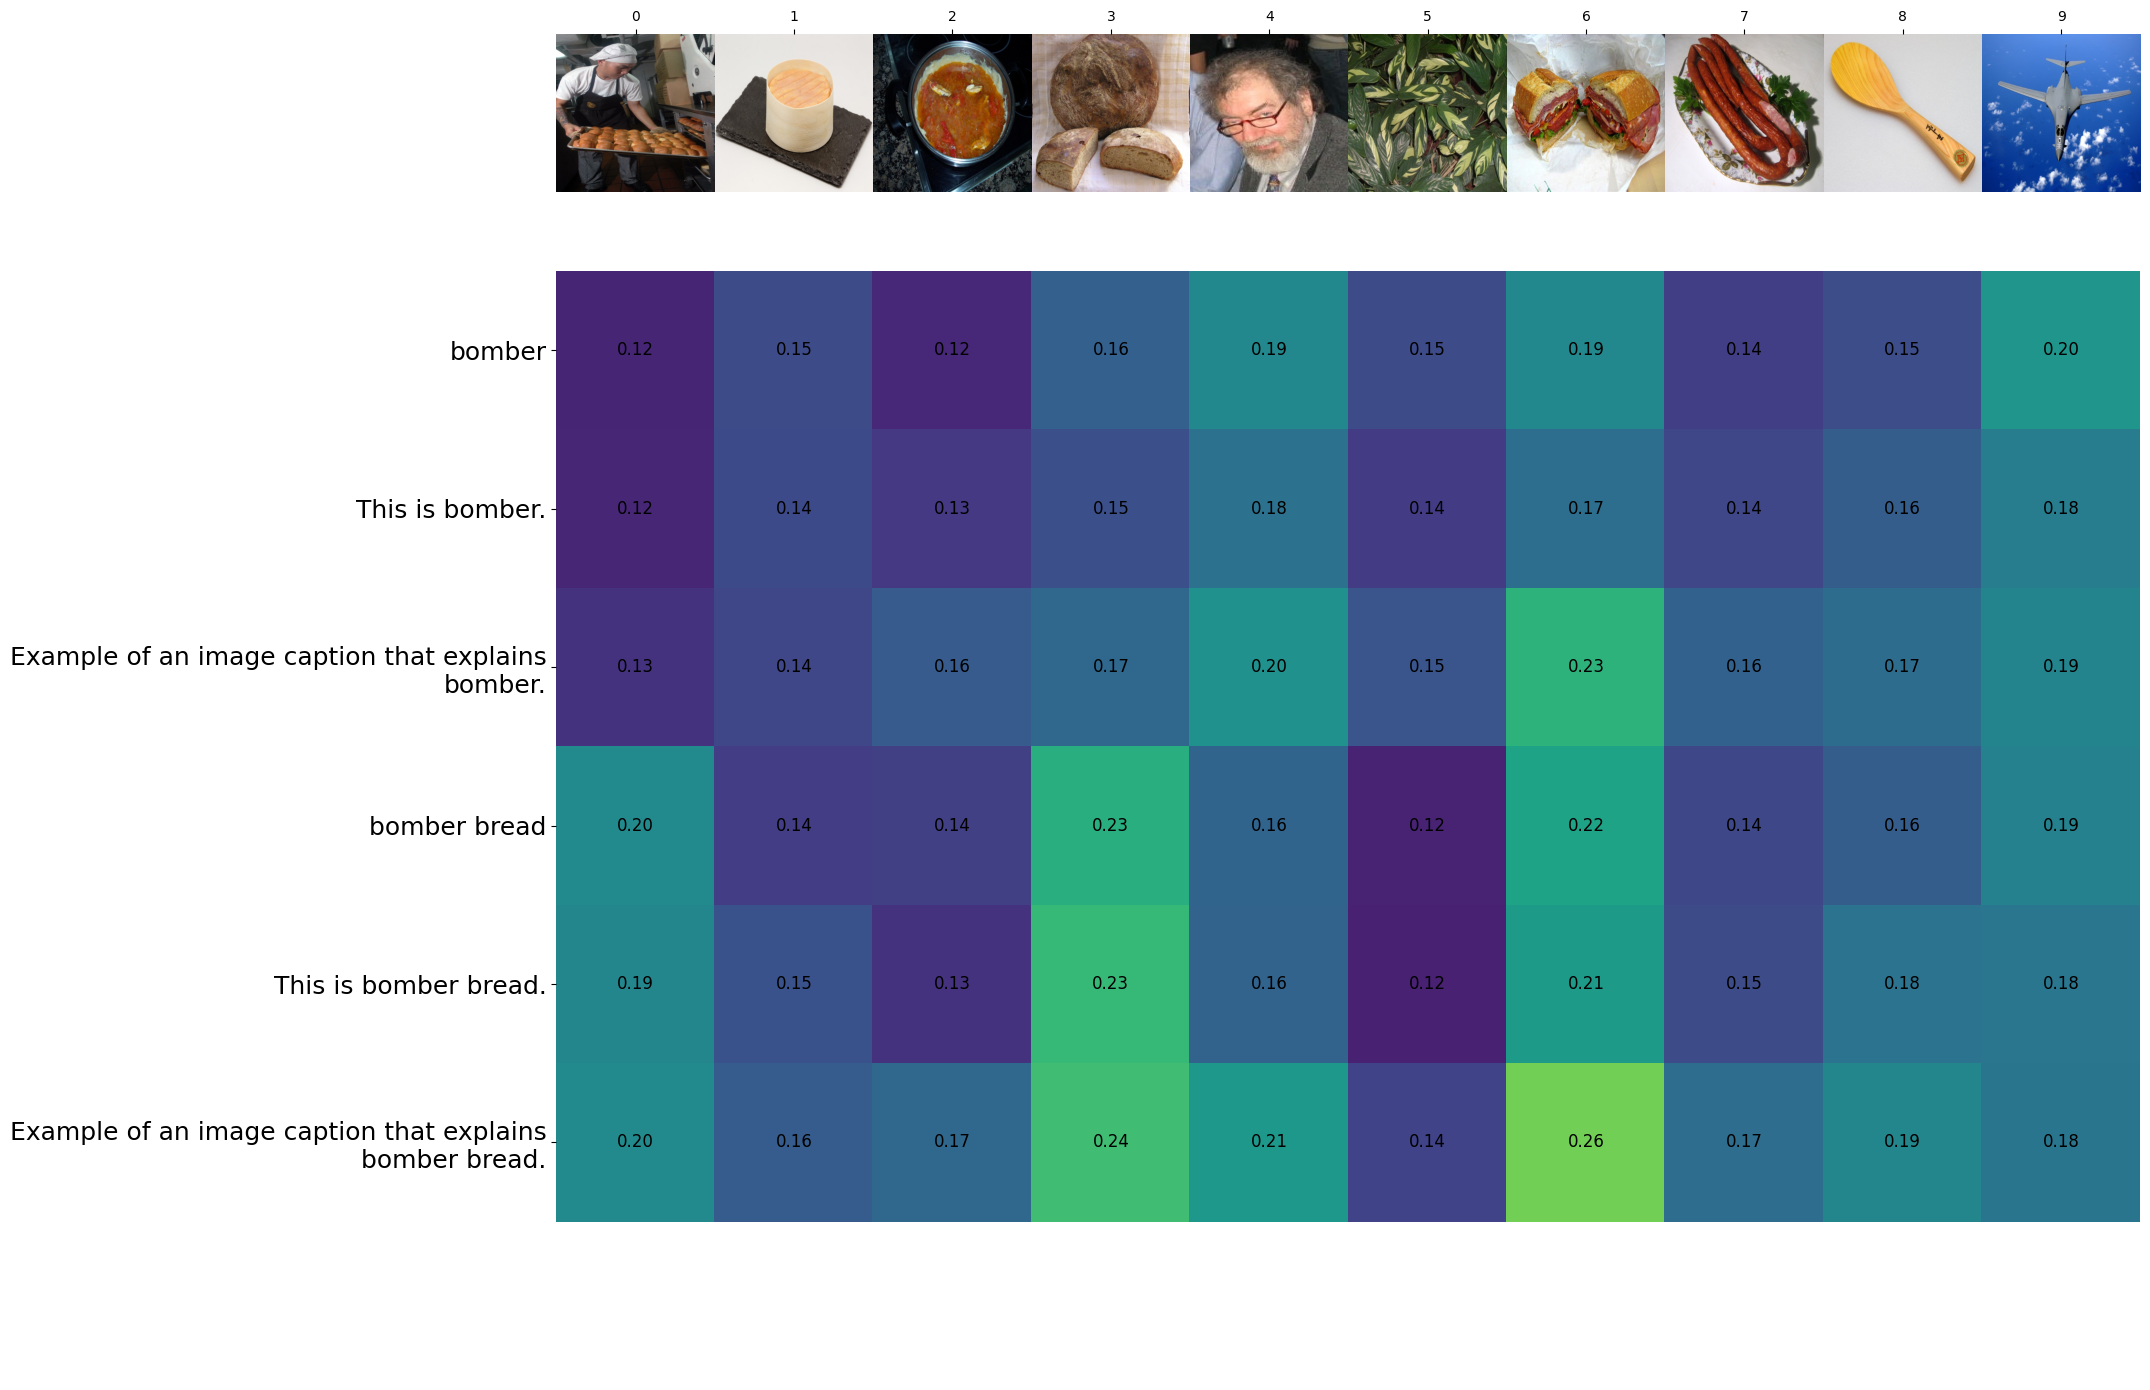 0 1 2 3 4 5 6 7 8 9
bomber 0.12 0.15 0.12 0.16 0.19 0.15 0.19 0.14 0.15 0.20
This is bomber. 0.12 0.14 0.13 0.15 0.18 0.14 0.17 0.14 0.16 0.18
Example of an image caption that explains
bomber. 0.13 0.14 0.16 0.17 0.20 0.15 0.23 0.16 0.17 0.19
bomber bread 0.20 0.14 0.14 0.23 0.16 0.12 0.22 0.14 0.16 0.19
This is bomber bread. 0.19 0.15 0.13 0.23 0.16 0.12 0.21 0.15 0.18 0.18
Example of an image caption that explains
bomber bread. 0.20 0.16 0.17 0.24 0.21 0.14 0.26 0.17 0.19 0.18